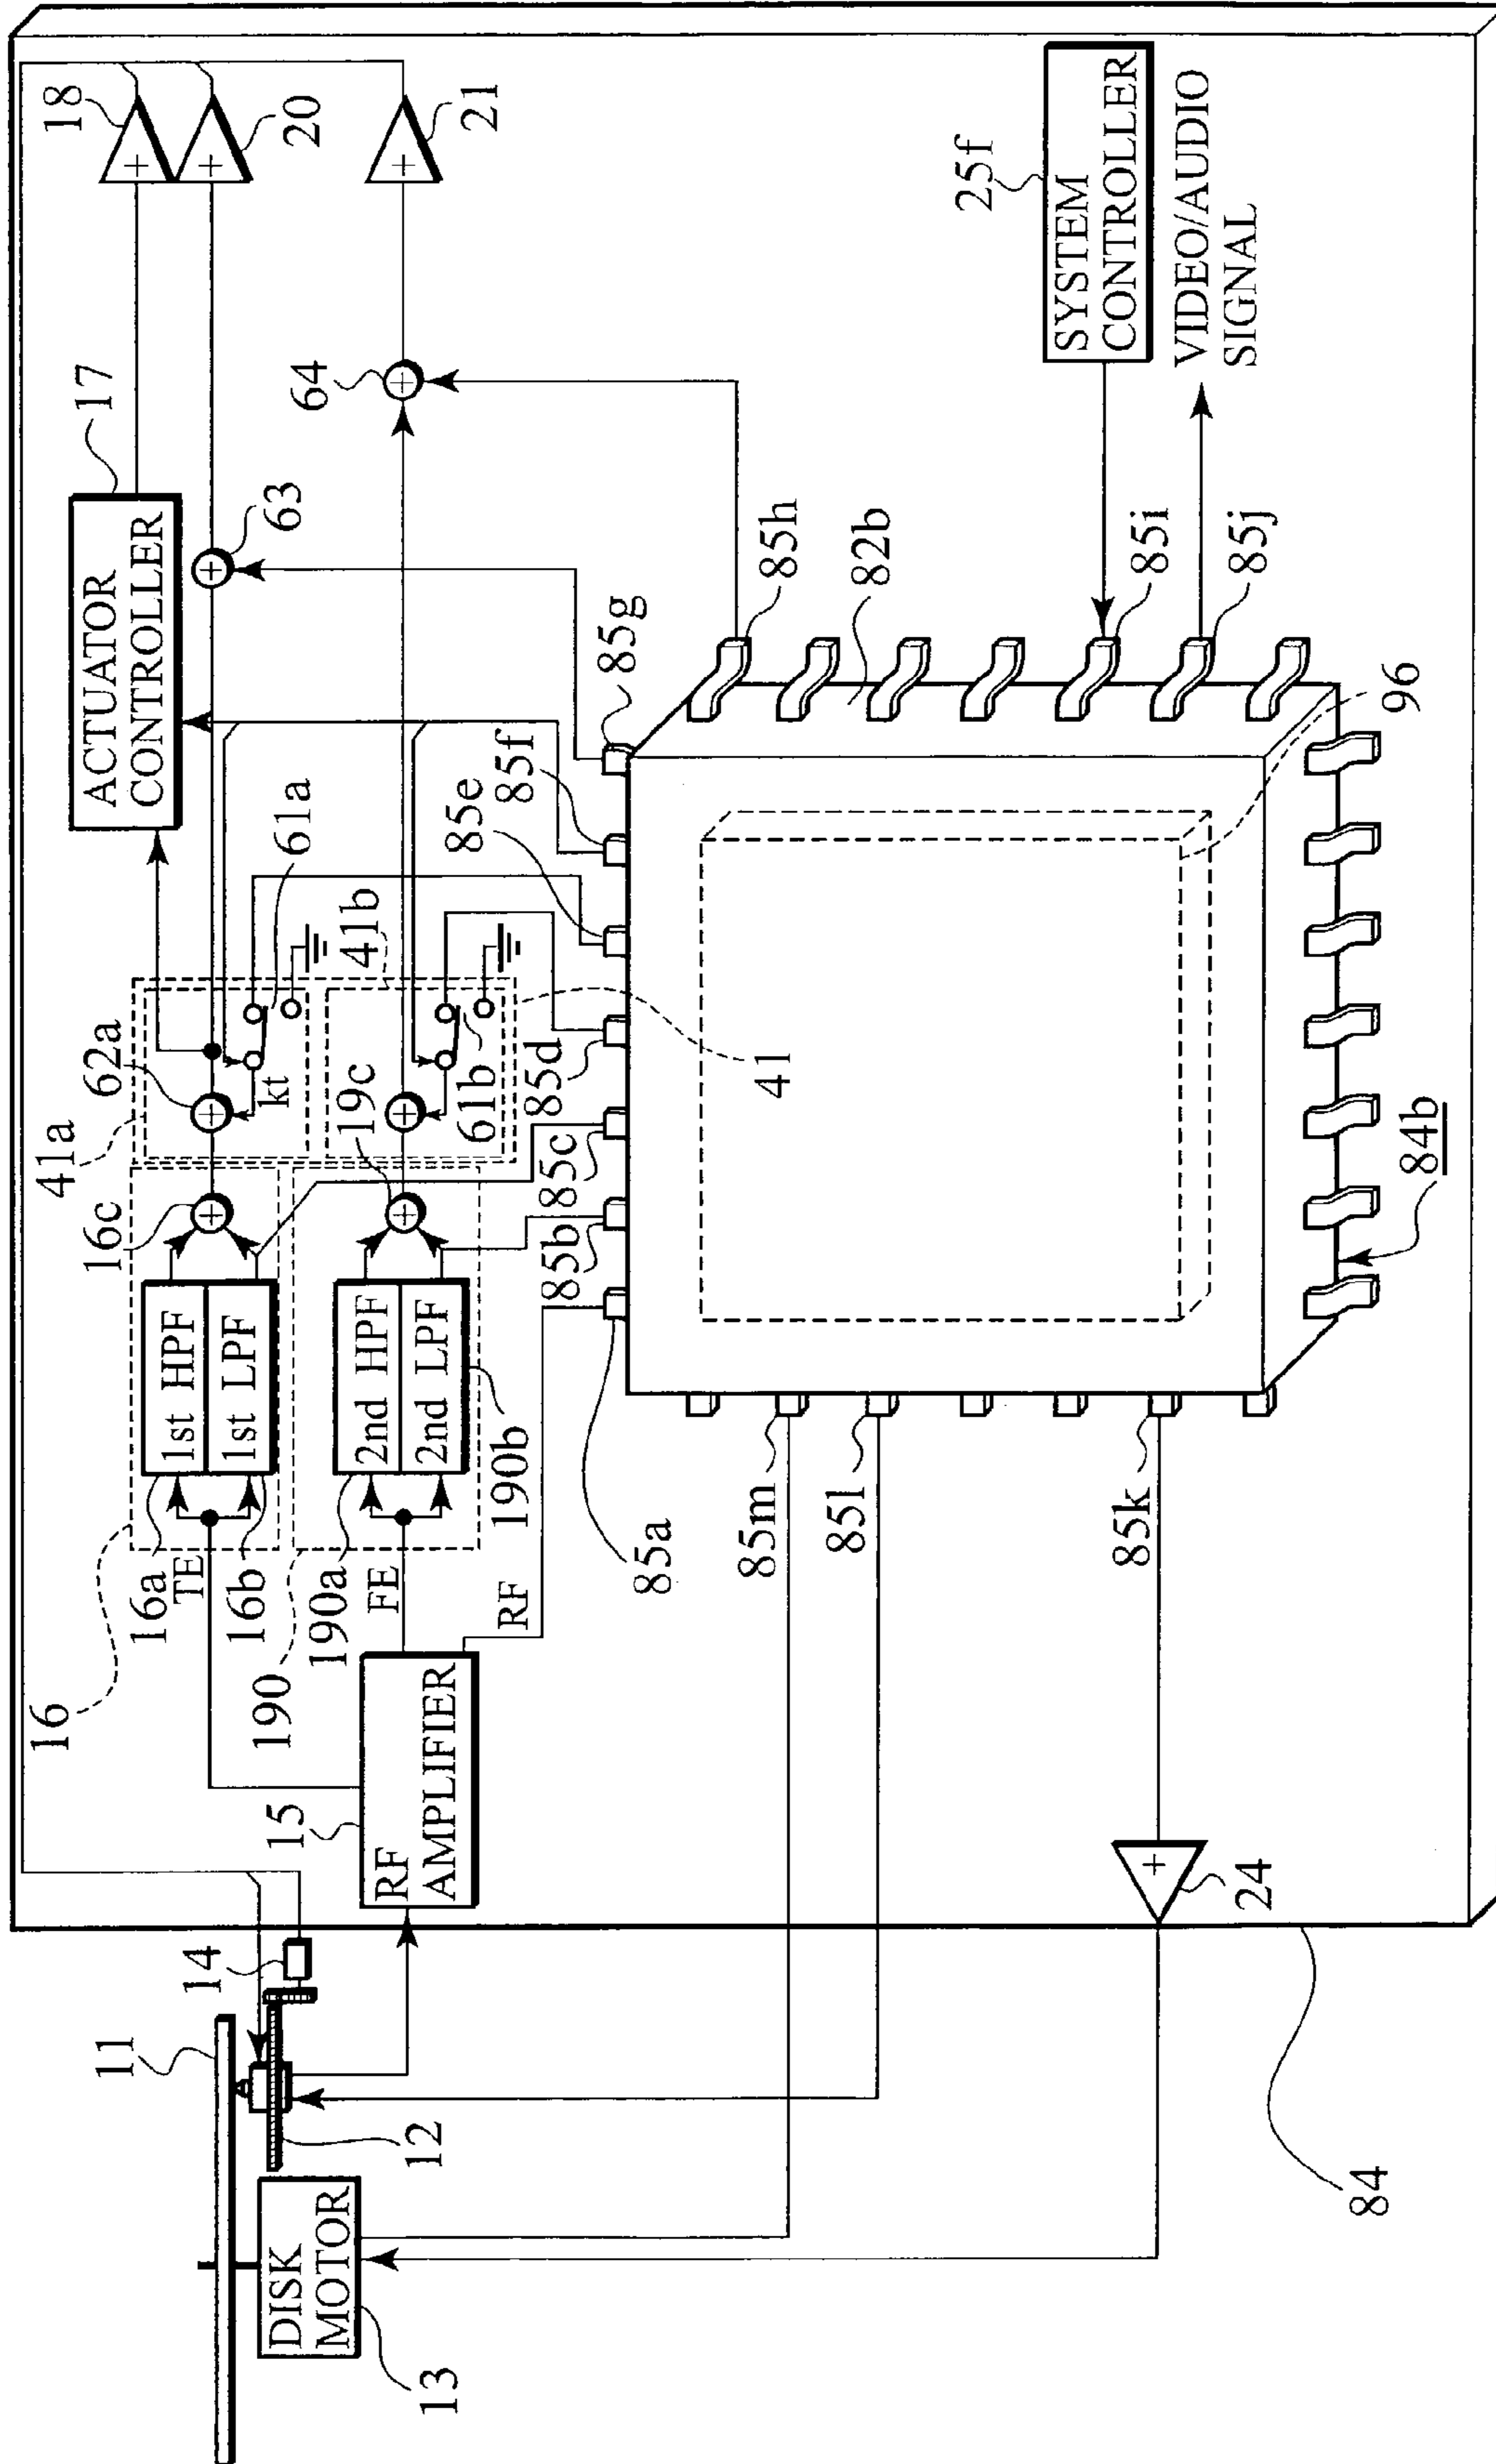 11
12
13
DISK
MOTOR
14
15
RF
AMPLIFIER
16
16a
TE
16b
190
190a
FE
RF
190b
1st HPF
1st LPF
16c
2nd HPF
2nd LPF
19c
41a
62a
kt
61a
41b
61b
41
ACTUATOR
CONTROLLER
17
63
64
18
20
21
25f
SYSTEM
CONTROLLER
VIDEO/AUDIO
SIGNAL
85a
85b
85c
85d
85e
85f
85g
85h
82b
85i
85j
96
85m
85l
85k
84b
24
84